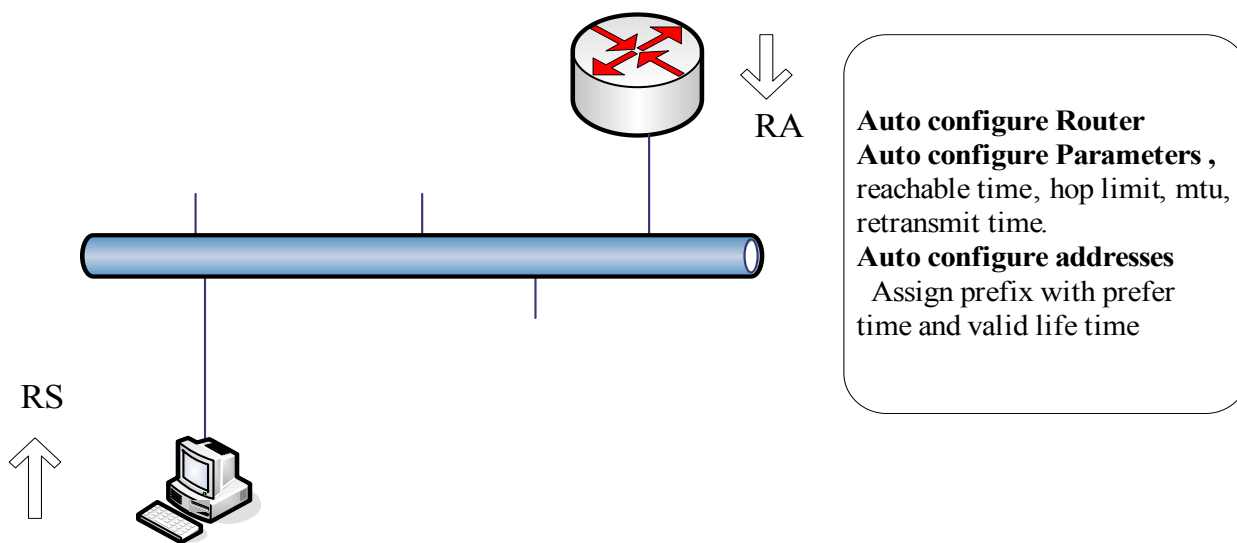 RA
Auto configure Router
Auto configure Parameters ,
reachable time, hop limit, mtu,
retransmit time.
Auto configure addresses
Assign prefix with prefer
time and valid life time
RS